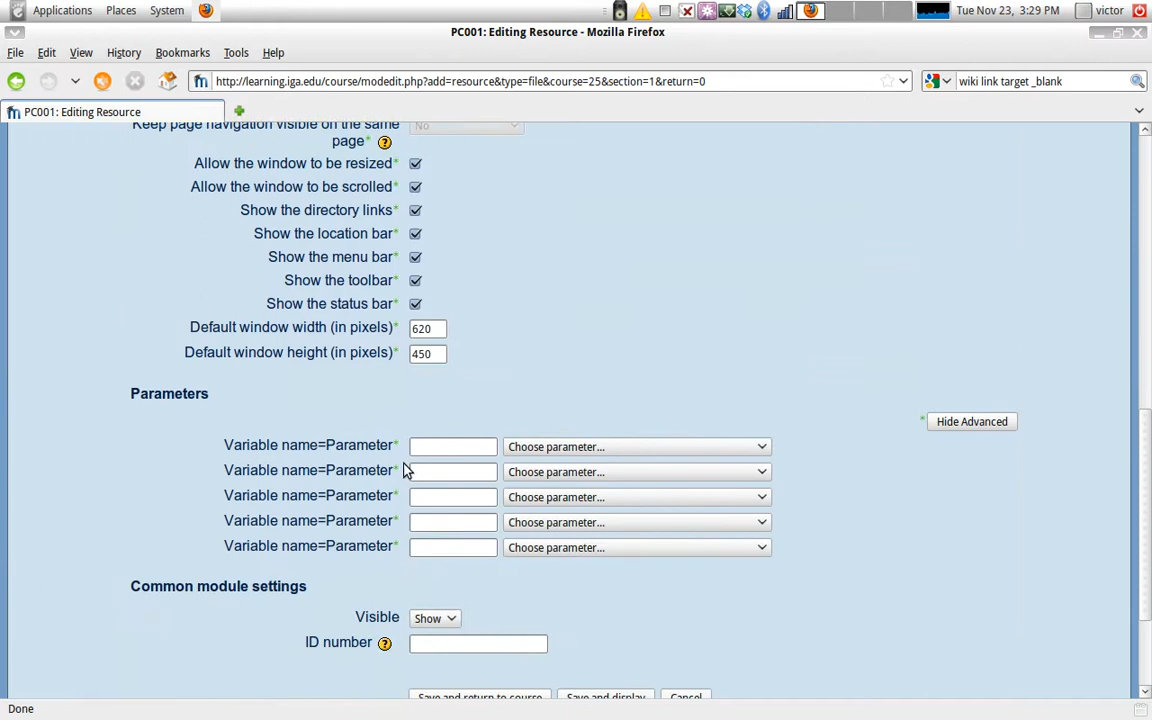 Applications Places System Tue Nov 23, 3:29 PM victor
PC001: Editing Resource - Mozilla Firefox
File Edit View History Bookmarks Tools Help
http://learning.iga.edu/course/modedit.php?add=resource&type=file&course=25&section=1&return=0 wiki link target _blank
PC001: Editing Resource
Keep page navigation visible on the same No
page* ?
Allow the window to be resized*
Allow the window to be scrolled*
Show the directory links*
Show the location bar*
Show the menu bar*
Show the toolbar*
Show the status bar*
Default window width (in pixels)* 620
Default window height (in pixels)* 450
Parameters
* Hide Advanced
Variable name=Parameter* Choose parameter...
Variable name=Parameter* Choose parameter...
Variable name=Parameter* Choose parameter...
Variable name=Parameter* Choose parameter...
Variable name=Parameter* Choose parameter...
Common module settings
Visible Show
ID number ?
Save and return to course Save and display Cancel
Done